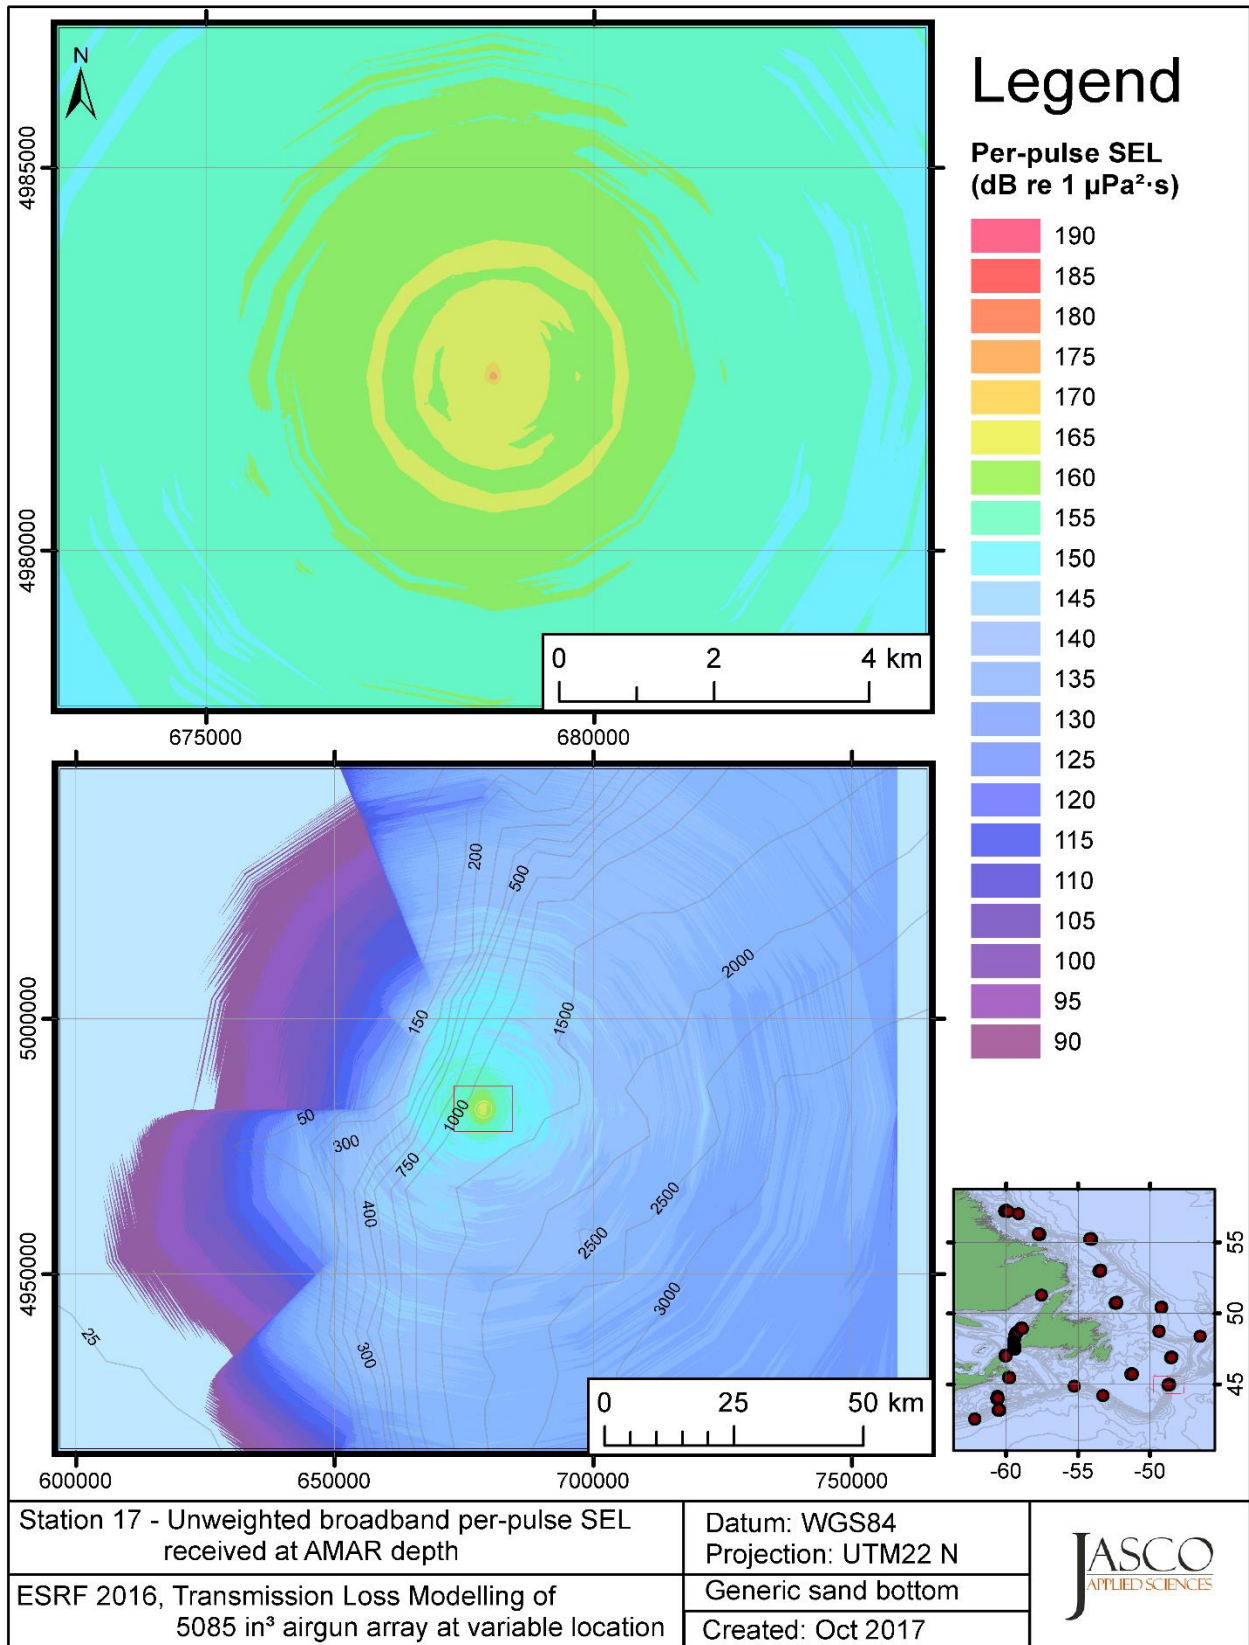 N
4985000
4980000
0 2 4 km
675000 680000
Legend
Per-pulse SEL
(dB re 1 µPa²·s)
190
185
180
175
170
165
160
155
150
145
140
135
130
125
120
115
110
105
100
95
90
200
500
2000
1500
150
1000
50
300
750
400
2500
2500
3000
300
25
5000000
4950000
0 25 50 km
600000 650000 700000 750000
55
50
45
-60 -55 -50
Station 17 - Unweighted broadband per-pulse SEL
received at AMAR depth
ESRF 2016, Transmission Loss Modelling of
5085 in³ airgun array at variable location
Datum: WGS84
Projection: UTM22 N
Generic sand bottom
Created: Oct 2017
JASCO
APPLIED SCIENCES